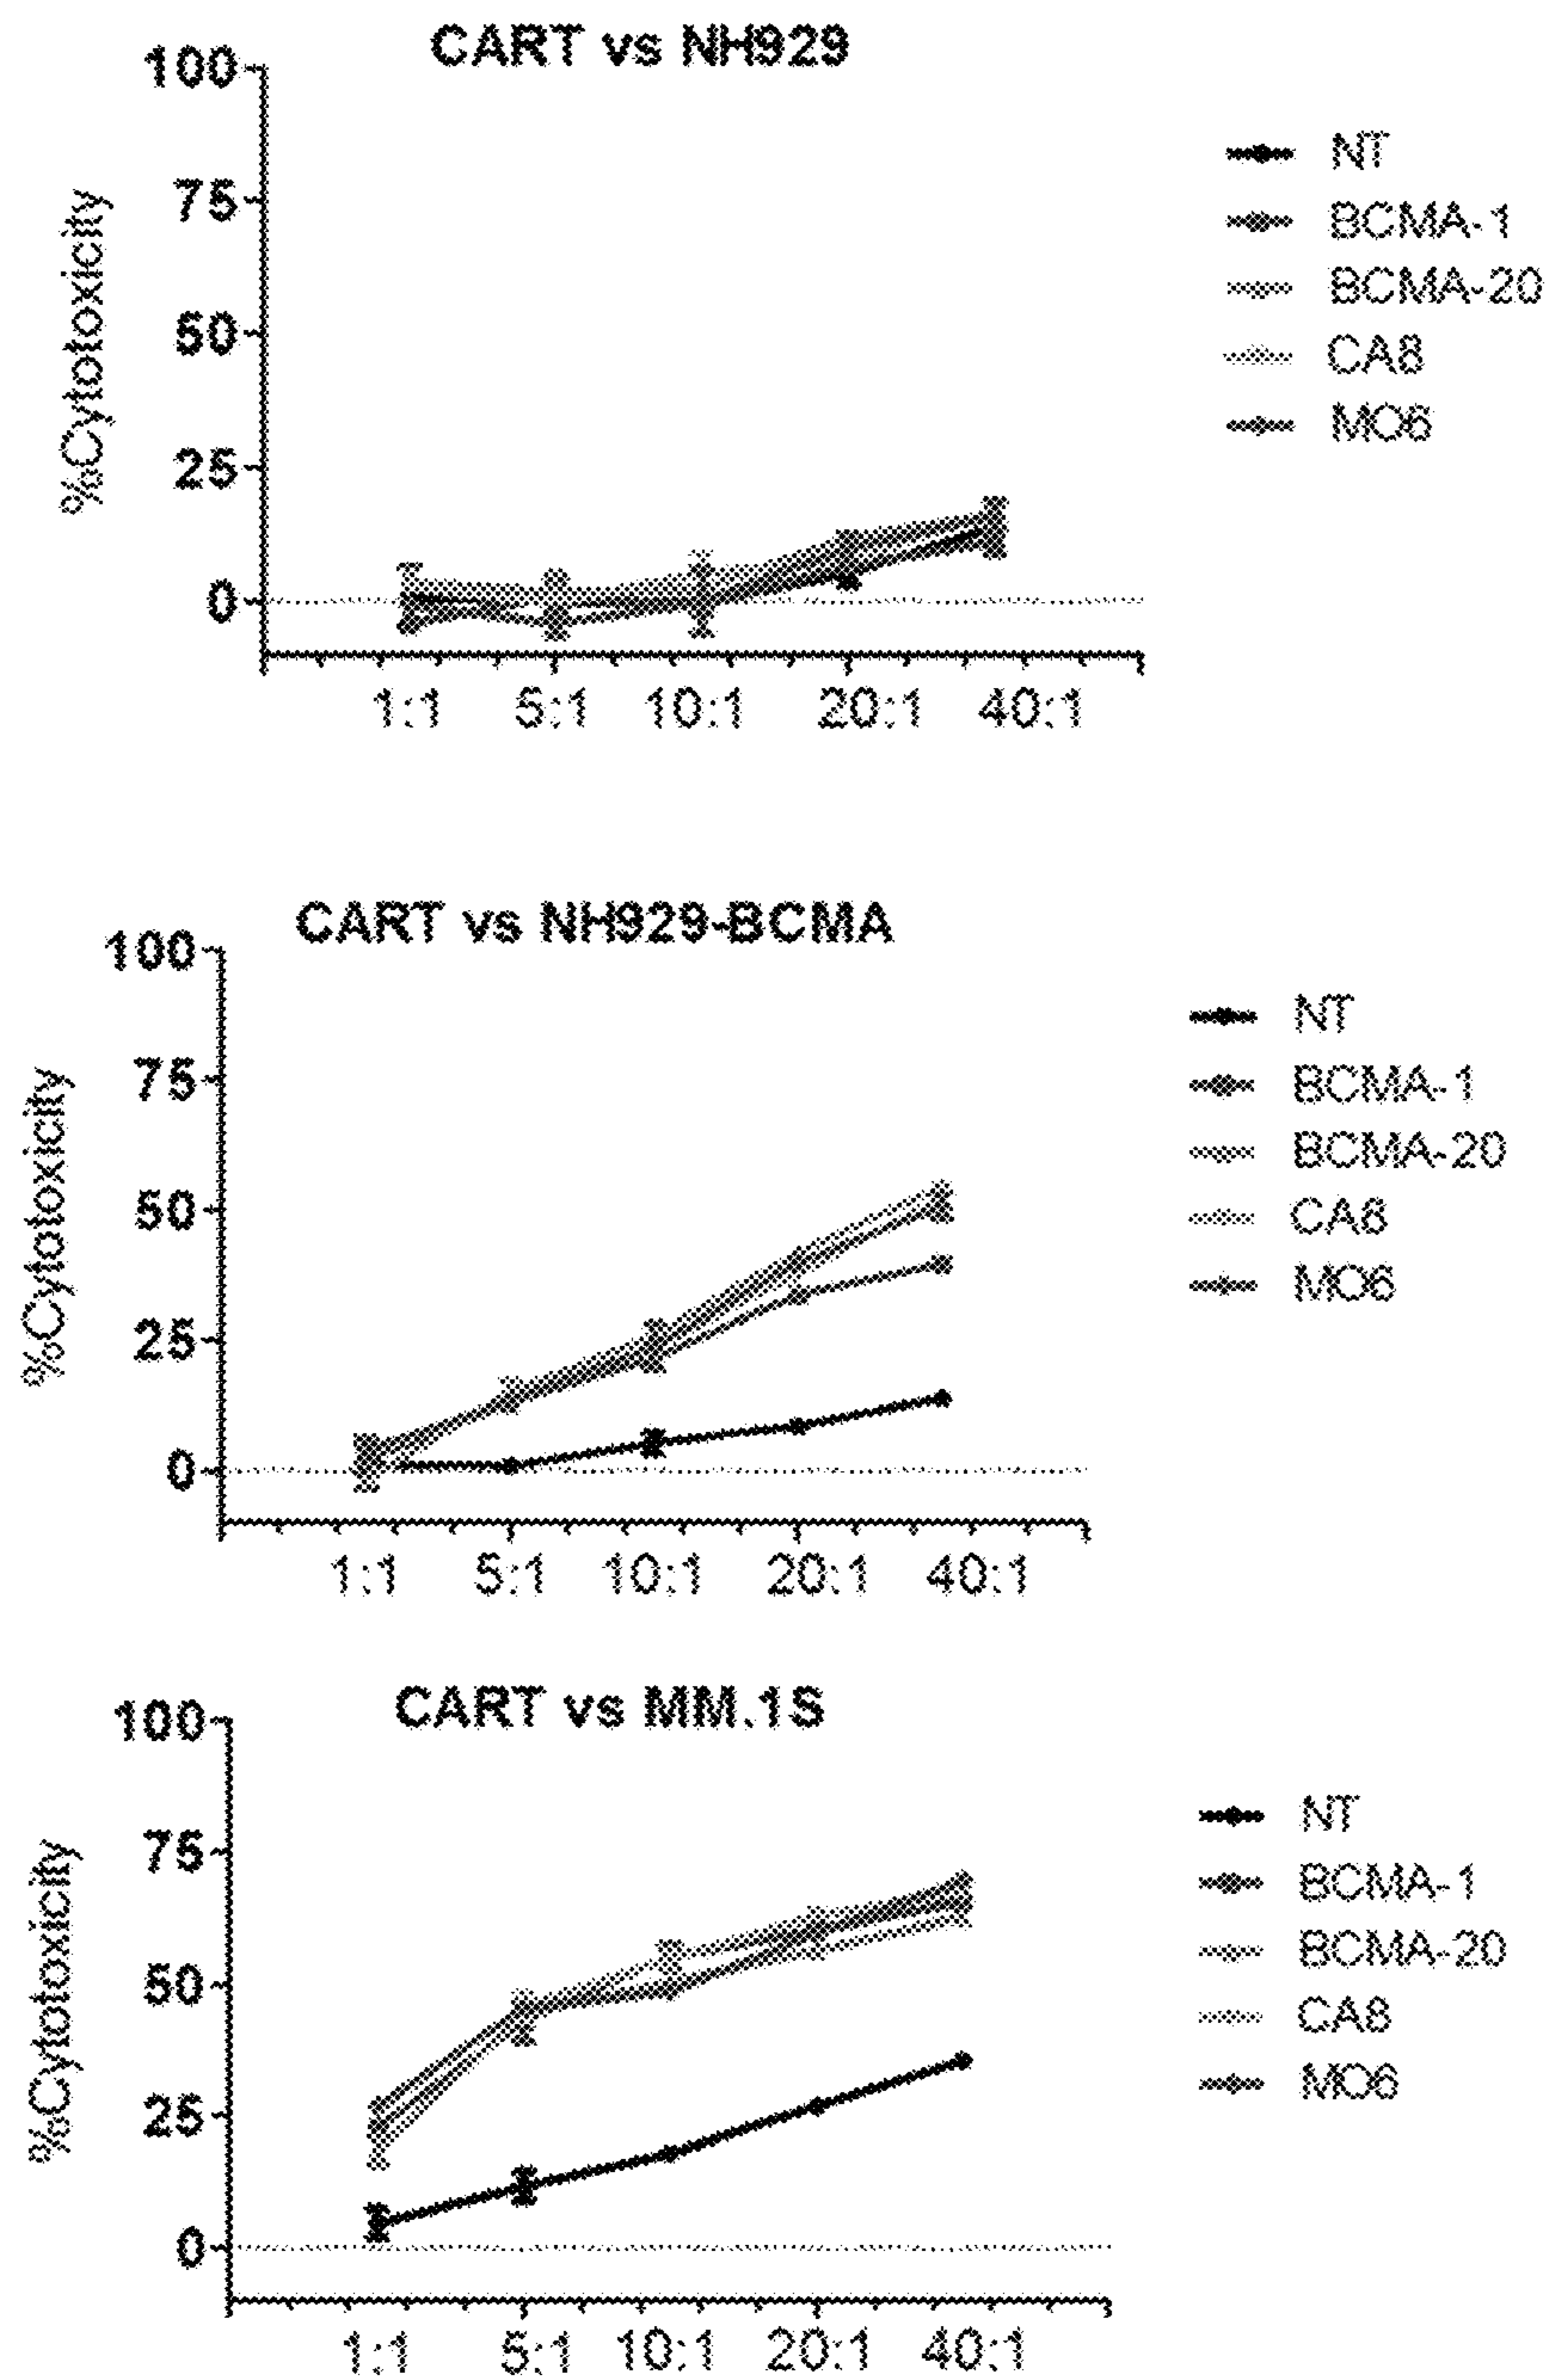 CART vs NH929
100
75
50
25
0
%Cytotoxicity
1:1 5:1 10:1 20:1 40:1
NT
BCMA-1
BCMA-20
CA8
MO6
CART vs NH929-BCMA
100
75
50
25
0
%Cytotoxicity
1:1 5:1 10:1 20:1 40:1
NT
BCMA-1
BCMA-20
CA8
MO6
CART vs MM.1S
100
75
50
25
0
%Cytotoxicity
1:1 5:1 10:1 20:1 40:1
NT
BCMA-1
BCMA-20
CA8
MO6